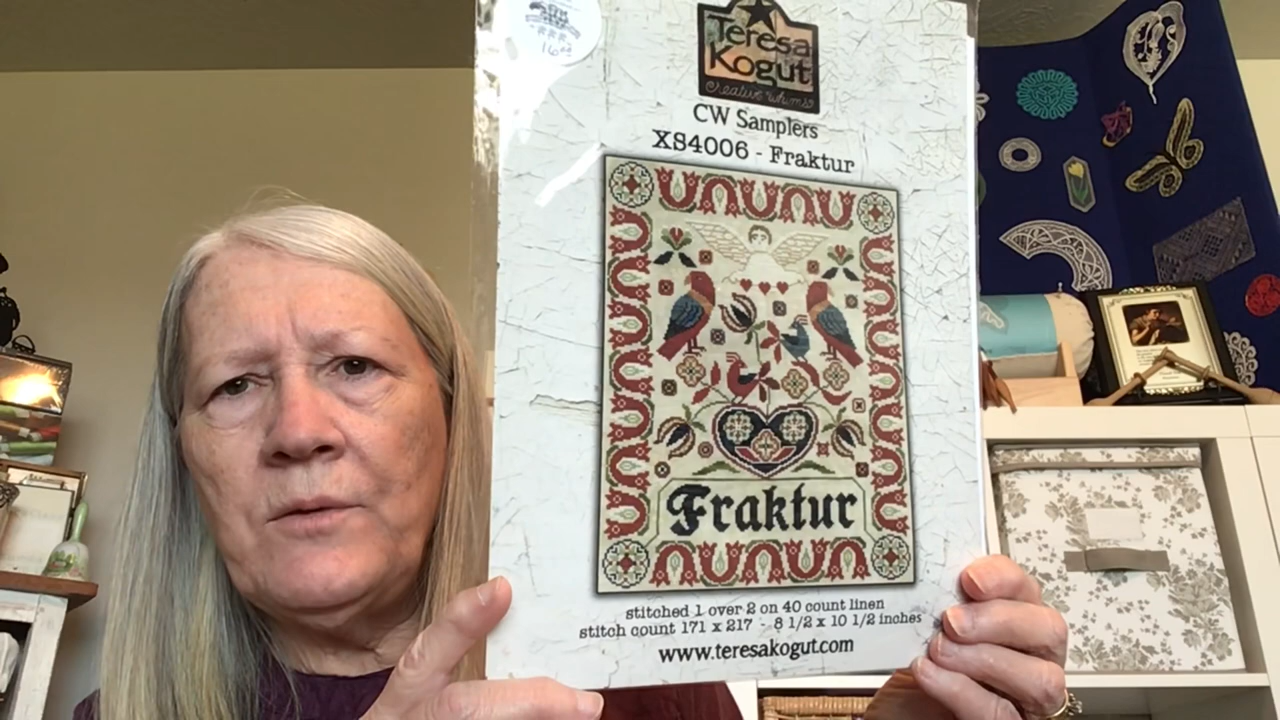 Teresa
Kogut
creative whims
CW Samplers
XS4006 - Fraktur
Fraktur
stitched 1 over 2 on 40 count linen
stitch count 171 x 217 - 8 1/2 x 10 1/2 inches
www.teresakogut.com